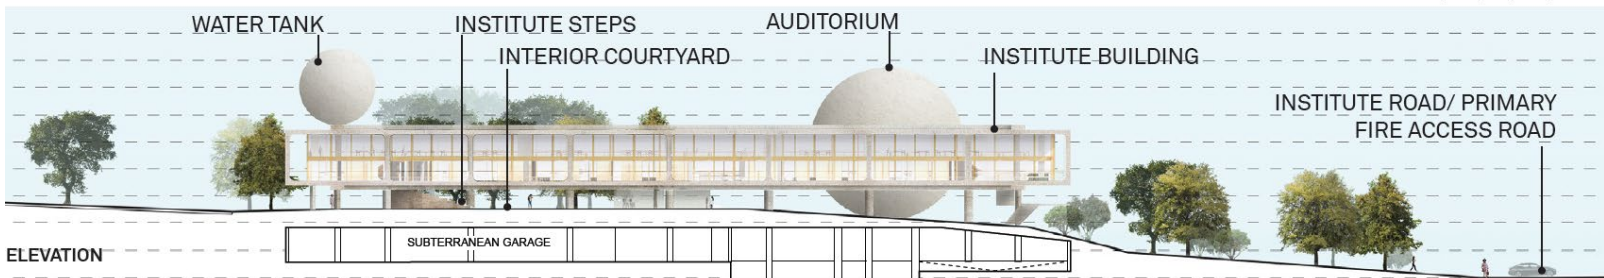 WATER TANK
INSTITUTE STEPS
AUDITORIUM
INTERIOR COURTYARD
INSTITUTE BUILDING
INSTITUTE ROAD/ PRIMARY
FIRE ACCESS ROAD
SUBTERRANEAN GARAGE
ELEVATION